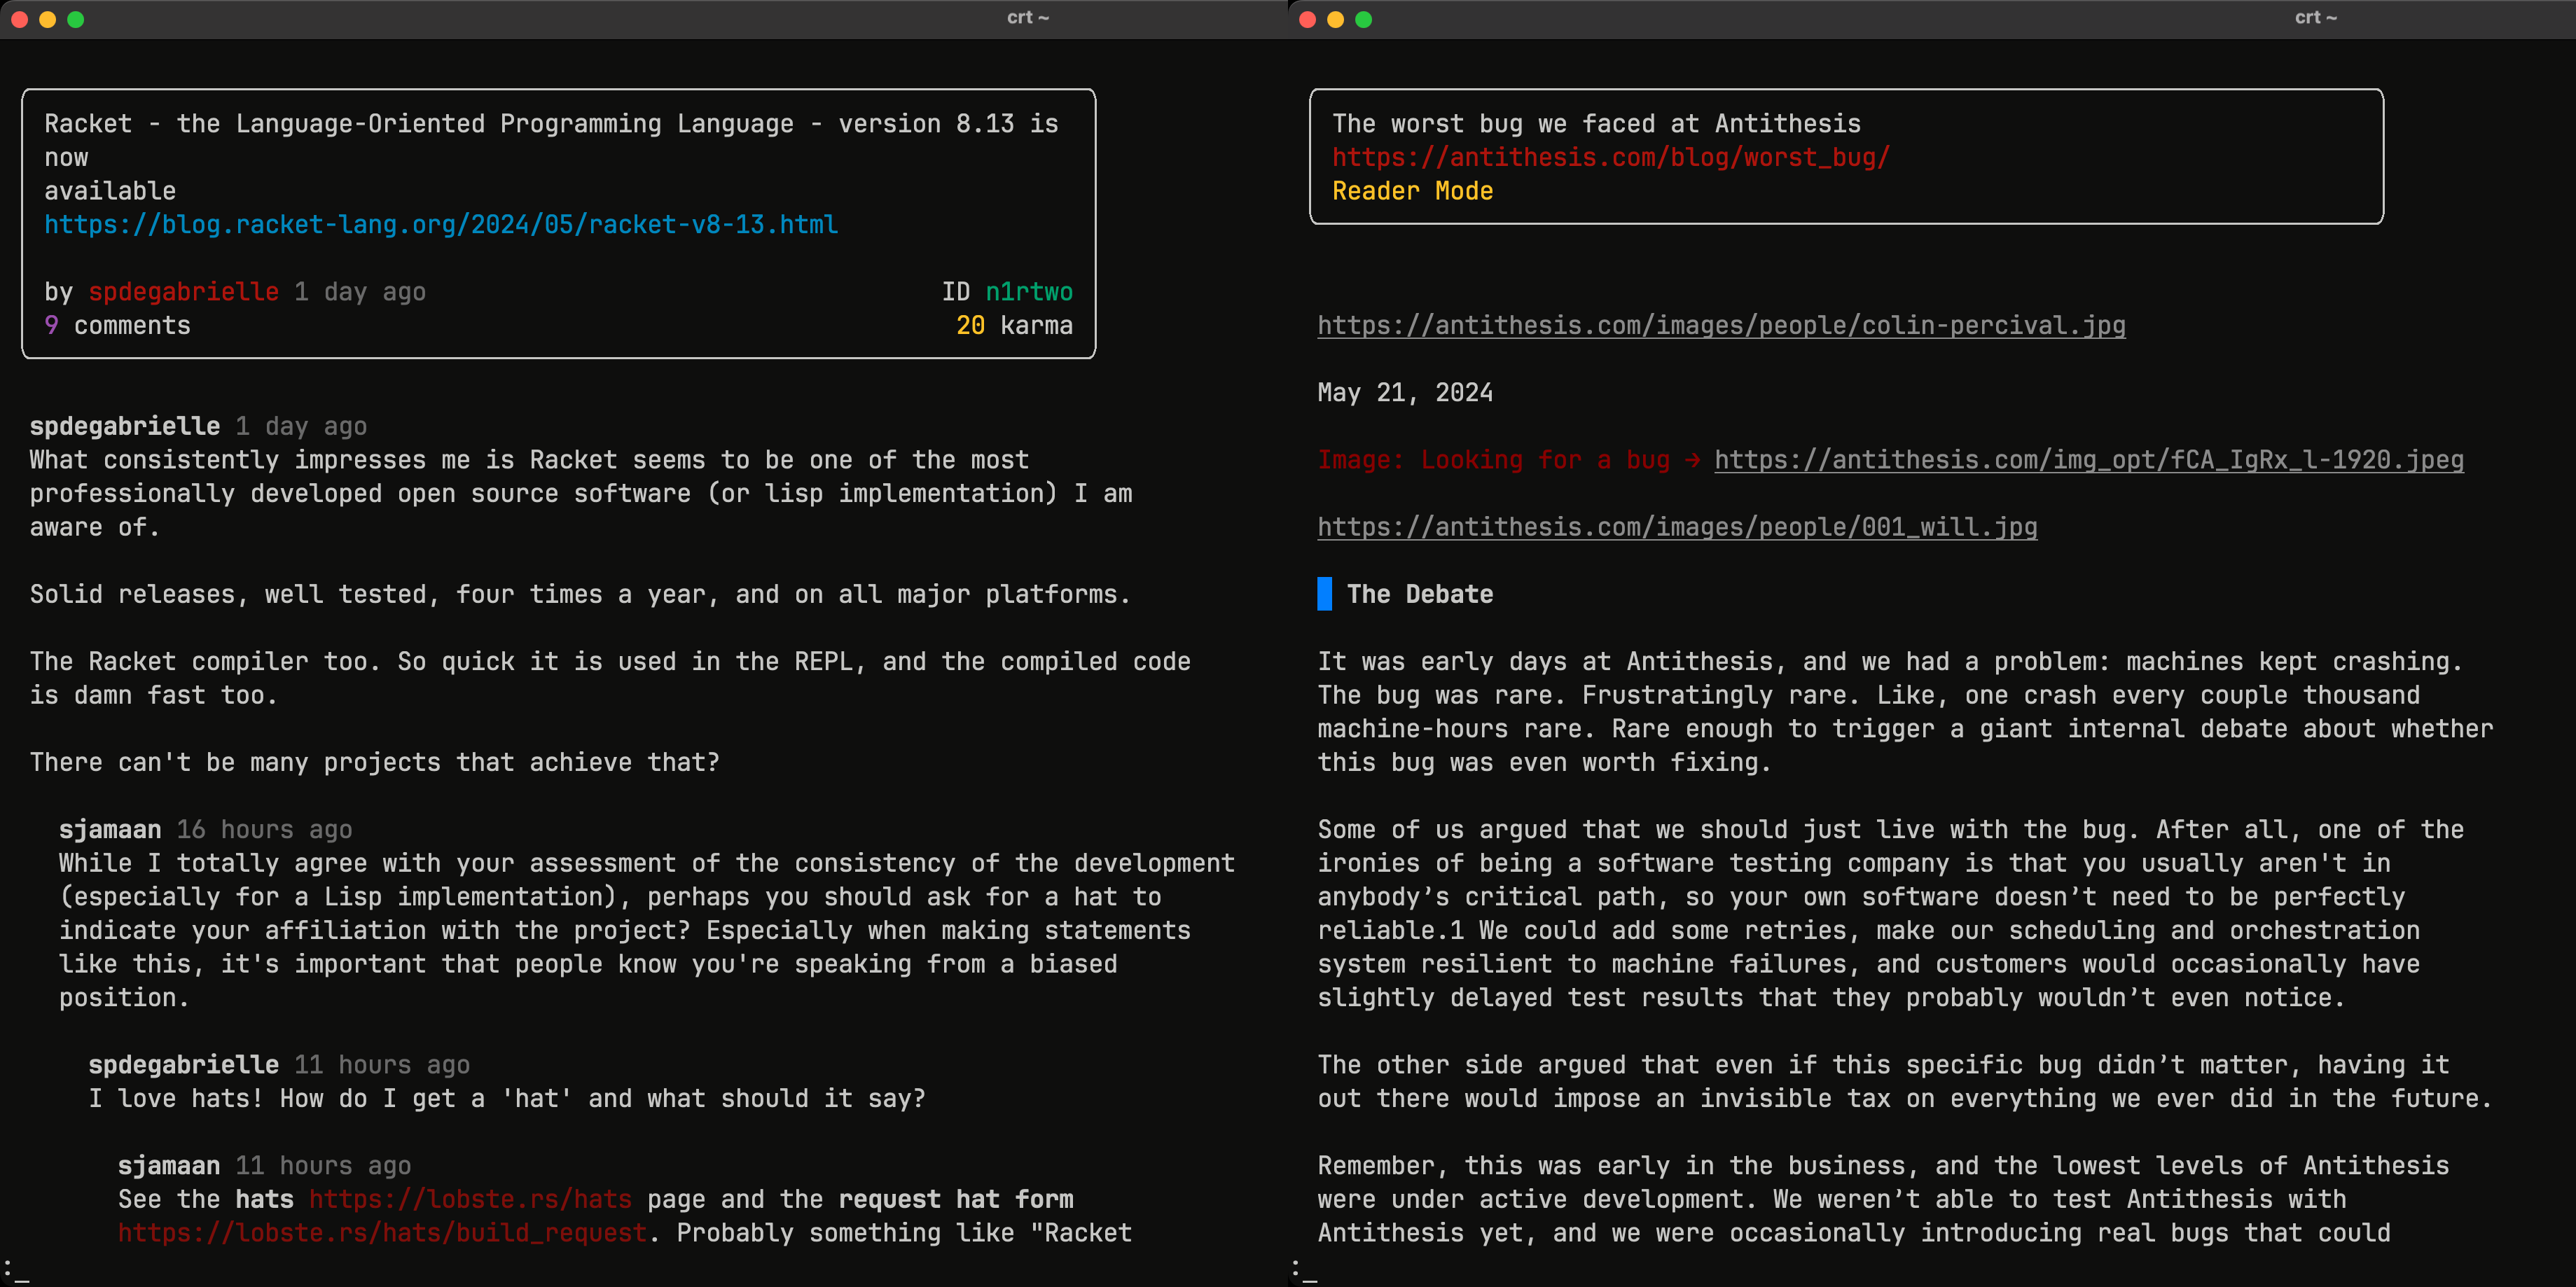 crt ~
Racket - the Language-Oriented Programming Language - version 8.13 is
now
available
https://blog.racket-lang.org/2024/05/racket-v8-13.html
by spdegabrielle 1 day ago ID n1rtwo
9 comments 20 karma
spdegabrielle 1 day ago
What consistently impresses me is Racket seems to be one of the most
professionally developed open source software (or lisp implementation) I am
aware of.
Solid releases, well tested, four times a year, and on all major platforms.
The Racket compiler too. So quick it is used in the REPL, and the compiled code
is damn fast too.
There can't be many projects that achieve that?
sjamaan 16 hours ago
While I totally agree with your assessment of the consistency of the development
(especially for a Lisp implementation), perhaps you should ask for a hat to
indicate your affiliation with the project? Especially when making statements
like this, it's important that people know you're speaking from a biased
position.
spdegabrielle 11 hours ago
I love hats! How do I get a 'hat' and what should it say?
sjamaan 11 hours ago
See the hats https://lobste.rs/hats page and the request hat form
https://lobste.rs/hats/build_request. Probably something like "Racket
:_
crt ~
The worst bug we faced at Antithesis
https://antithesis.com/blog/worst_bug/
Reader Mode
https://antithesis.com/images/people/colin-percival.jpg
May 21, 2024
Image: Looking for a bug → https://antithesis.com/img_opt/fCA_IgRx_l-1920.jpeg
https://antithesis.com/images/people/001_will.jpg
The Debate
It was early days at Antithesis, and we had a problem: machines kept crashing.
The bug was rare. Frustratingly rare. Like, one crash every couple thousand
machine-hours rare. Rare enough to trigger a giant internal debate about whether
this bug was even worth fixing.
Some of us argued that we should just live with the bug. After all, one of the
ironies of being a software testing company is that you usually aren't in
anybody’s critical path, so your own software doesn’t need to be perfectly
reliable.1 We could add some retries, make our scheduling and orchestration
system resilient to machine failures, and customers would occasionally have
slightly delayed test results that they probably wouldn’t even notice.
The other side argued that even if this specific bug didn’t matter, having it
out there would impose an invisible tax on everything we ever did in the future.
Remember, this was early in the business, and the lowest levels of Antithesis
were under active development. We weren’t able to test Antithesis with
Antithesis yet, and we were occasionally introducing real bugs that could
:_